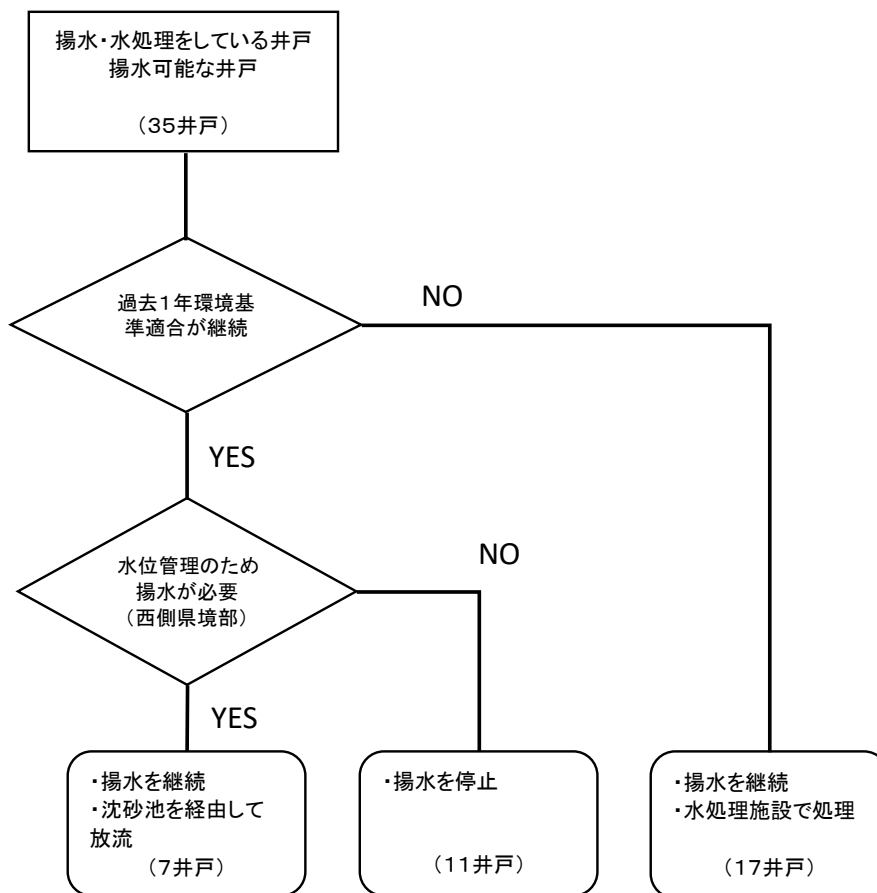 揚水・水処理をしている井戸
揚水可能な井戸
（35井戸）
過去１年環境基
準適合が継続
NO
YES
水位管理のため
揚水が必要
（西側県境部）
NO
YES
・揚水を継続
・沈砂池を経由して
放流
（7井戸）
・揚水を停止
（11井戸）
・揚水を継続
・水処理施設で処理
（17井戸）